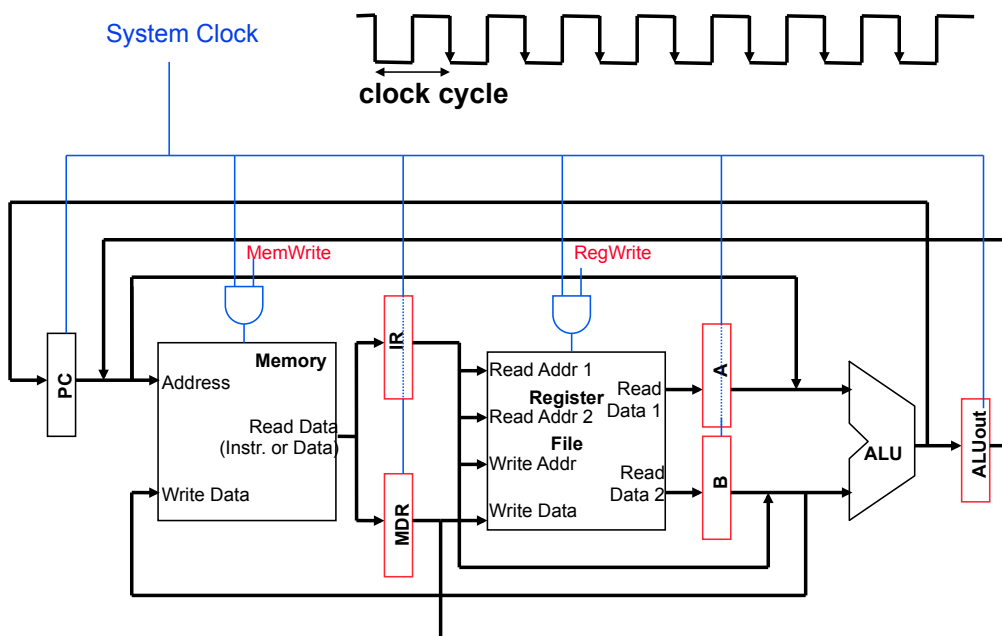 System Clock
clock cycle
MemWrite
RegWrite
PC
Memory
Address
Read Data
(Instr. or Data)
Write Data
IR
MDR
Read Addr 1
Register
Read Addr 2
File
Write Addr
Write Data
Read
Data 1
Read
Data 2
A
B
ALU
ALUout